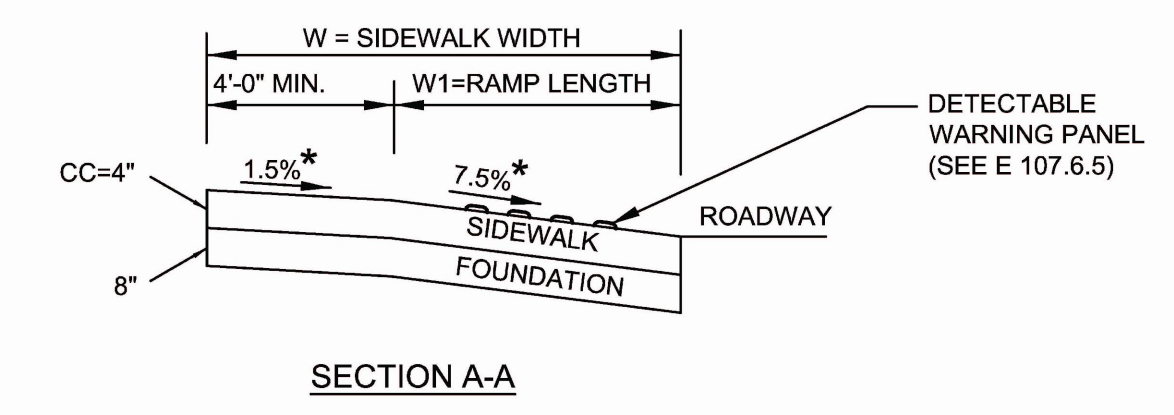 W = SIDEWALK WIDTH
4'-0" MIN.
W1=RAMP LENGTH
DETECTABLE
WARNING PANEL
(SEE E 107.6.5)
CC=4"
1.5%*
7.5%*
ROADWAY
SIDEWALK
FOUNDATION
8"
SECTION A-A